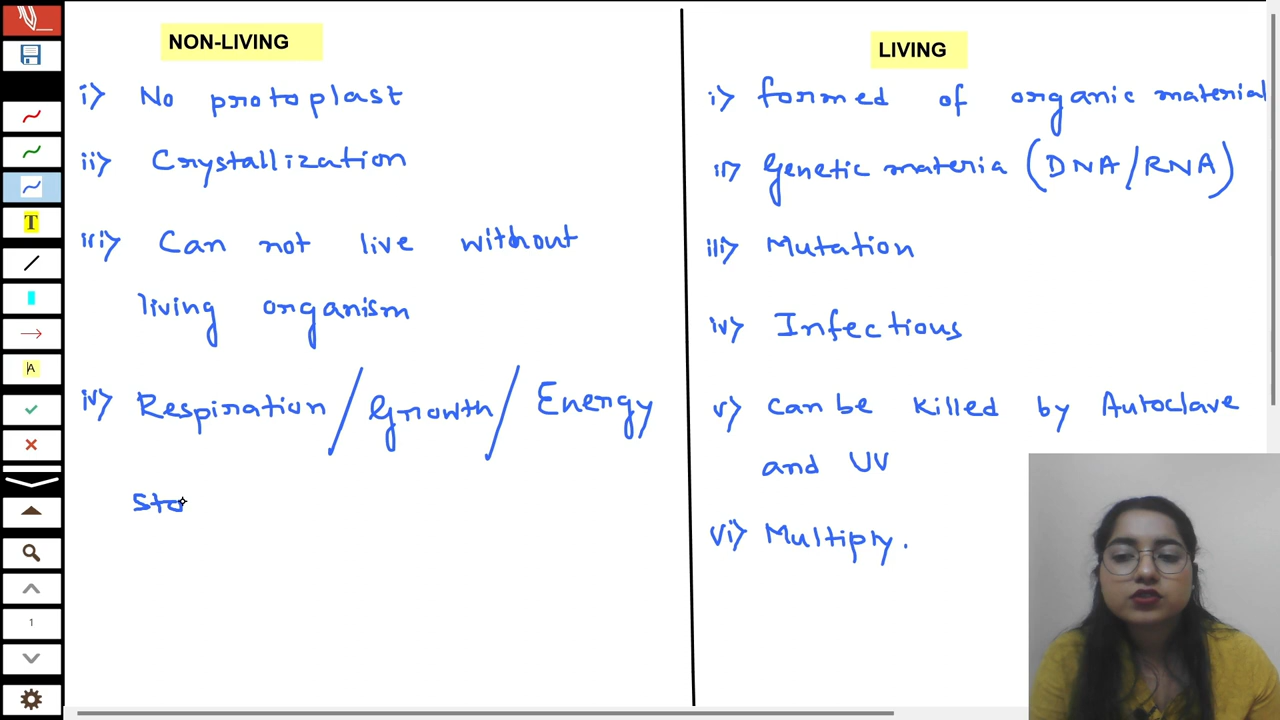 NON-LIVING
i) No protoplast
ii) Crystallization
iii) Can not live without
living organism
iv) Respiration / Growth / Energy
sto
LIVING
i) formed of organic material
ii) Genetic materia (DNA/RNA)
iii) Mutation
iv) Infectious
v) can be killed by Autoclave
and UV
vi) Multiply.
T
A
1